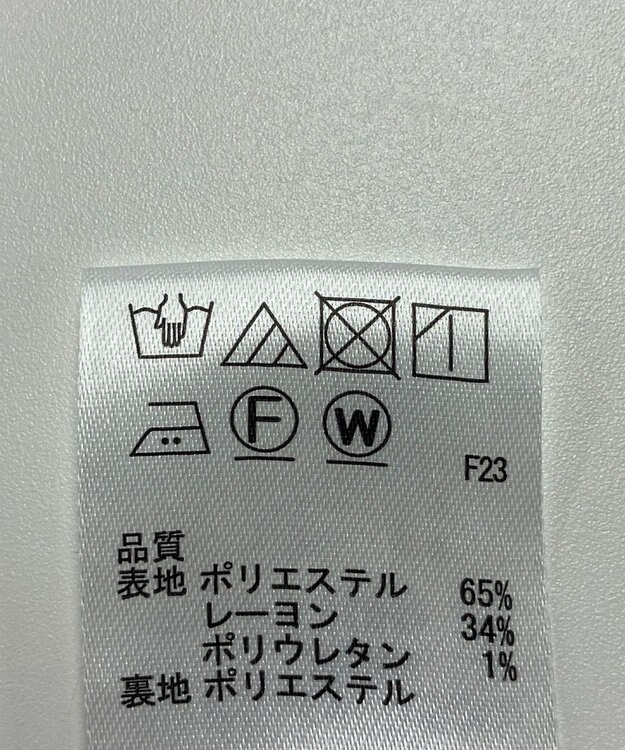 F W
F23
品質
表地 ポリエステル 65%
レーヨン 34%
ポリウレタン 1%
裏地 ポリエステル